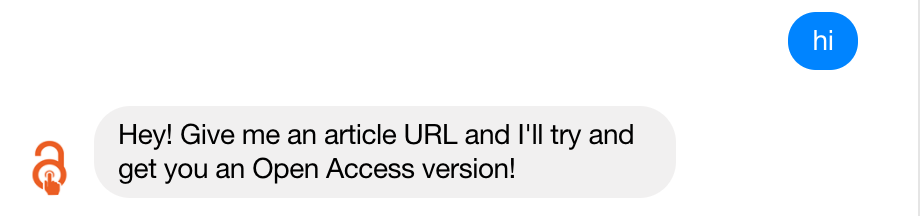 hi
Hey! Give me an article URL and I'll try and
get you an Open Access version!